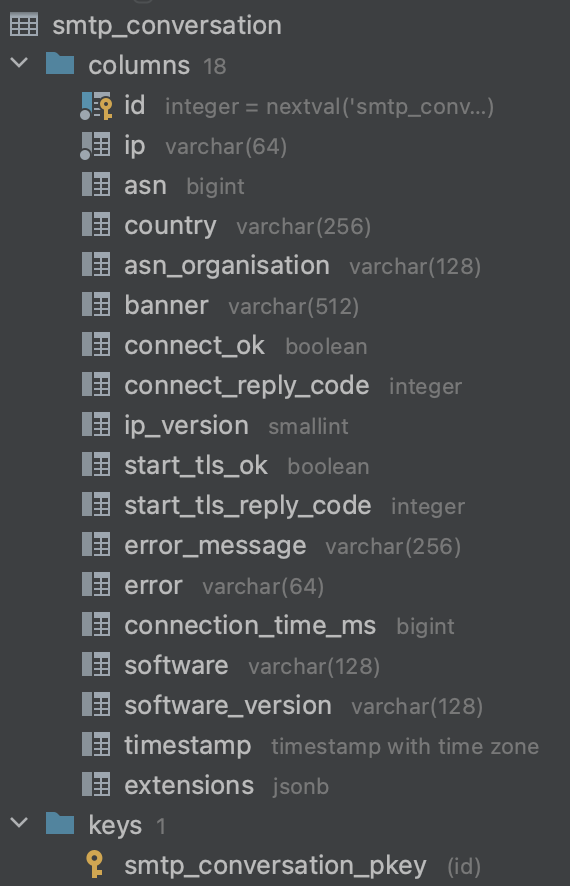 smtp_conversation
columns 18
id integer = nextval('smtp_conv...)
ip varchar(64)
asn bigint
country varchar(256)
asn_organisation varchar(128)
banner varchar(512)
connect_ok boolean
connect_reply_code integer
ip_version smallint
start_tls_ok boolean
start_tls_reply_code integer
error_message varchar(256)
error varchar(64)
connection_time_ms bigint
software varchar(128)
software_version varchar(128)
timestamp timestamp with time zone
extensions jsonb
keys 1
smtp_conversation_pkey (id)